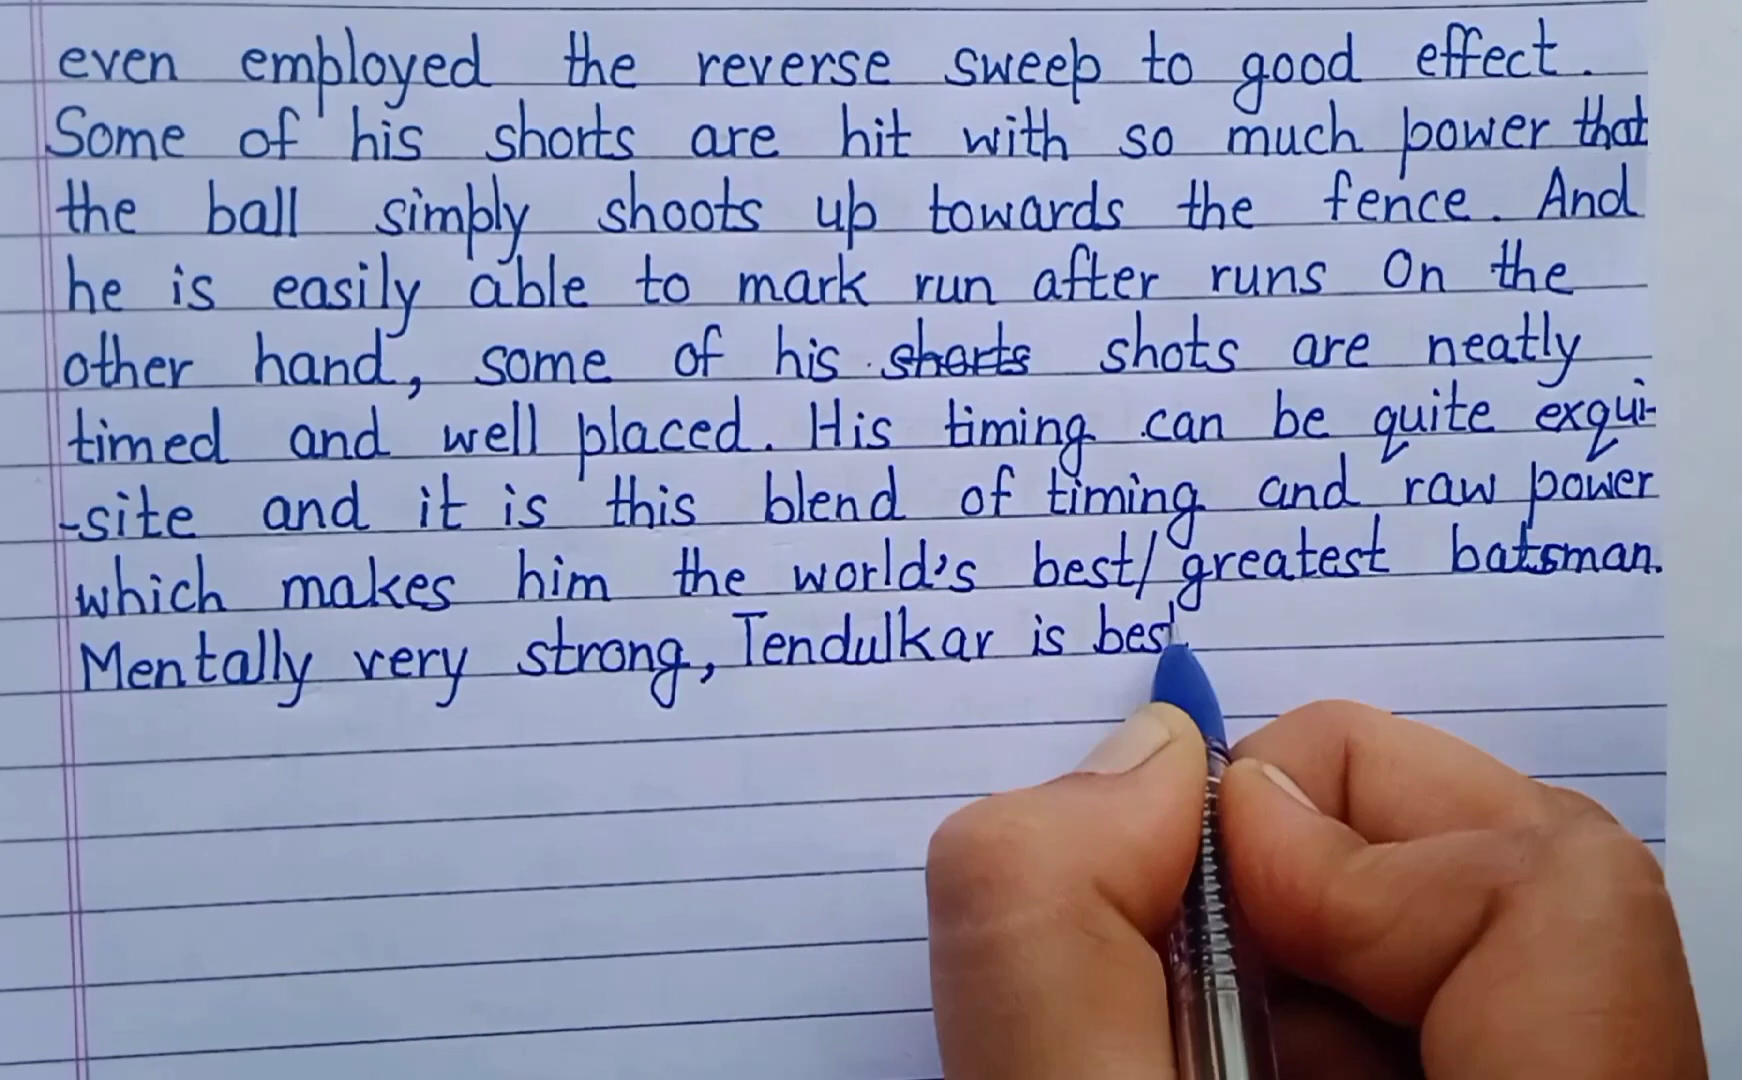 even employed the reverse sweep to good effect.
Some of his shorts are hit with so much power that
the ball simply shoots up towards the fence. And
he is easily able to mark run after runs On the
other hand, some of his shorts shots are neatly
timed and well placed. His timing can be quite exqui-
-site and it is this blend of timing and raw power
which makes him the world's best/greatest batsman.
Mentally very strong, Tendulkar is best